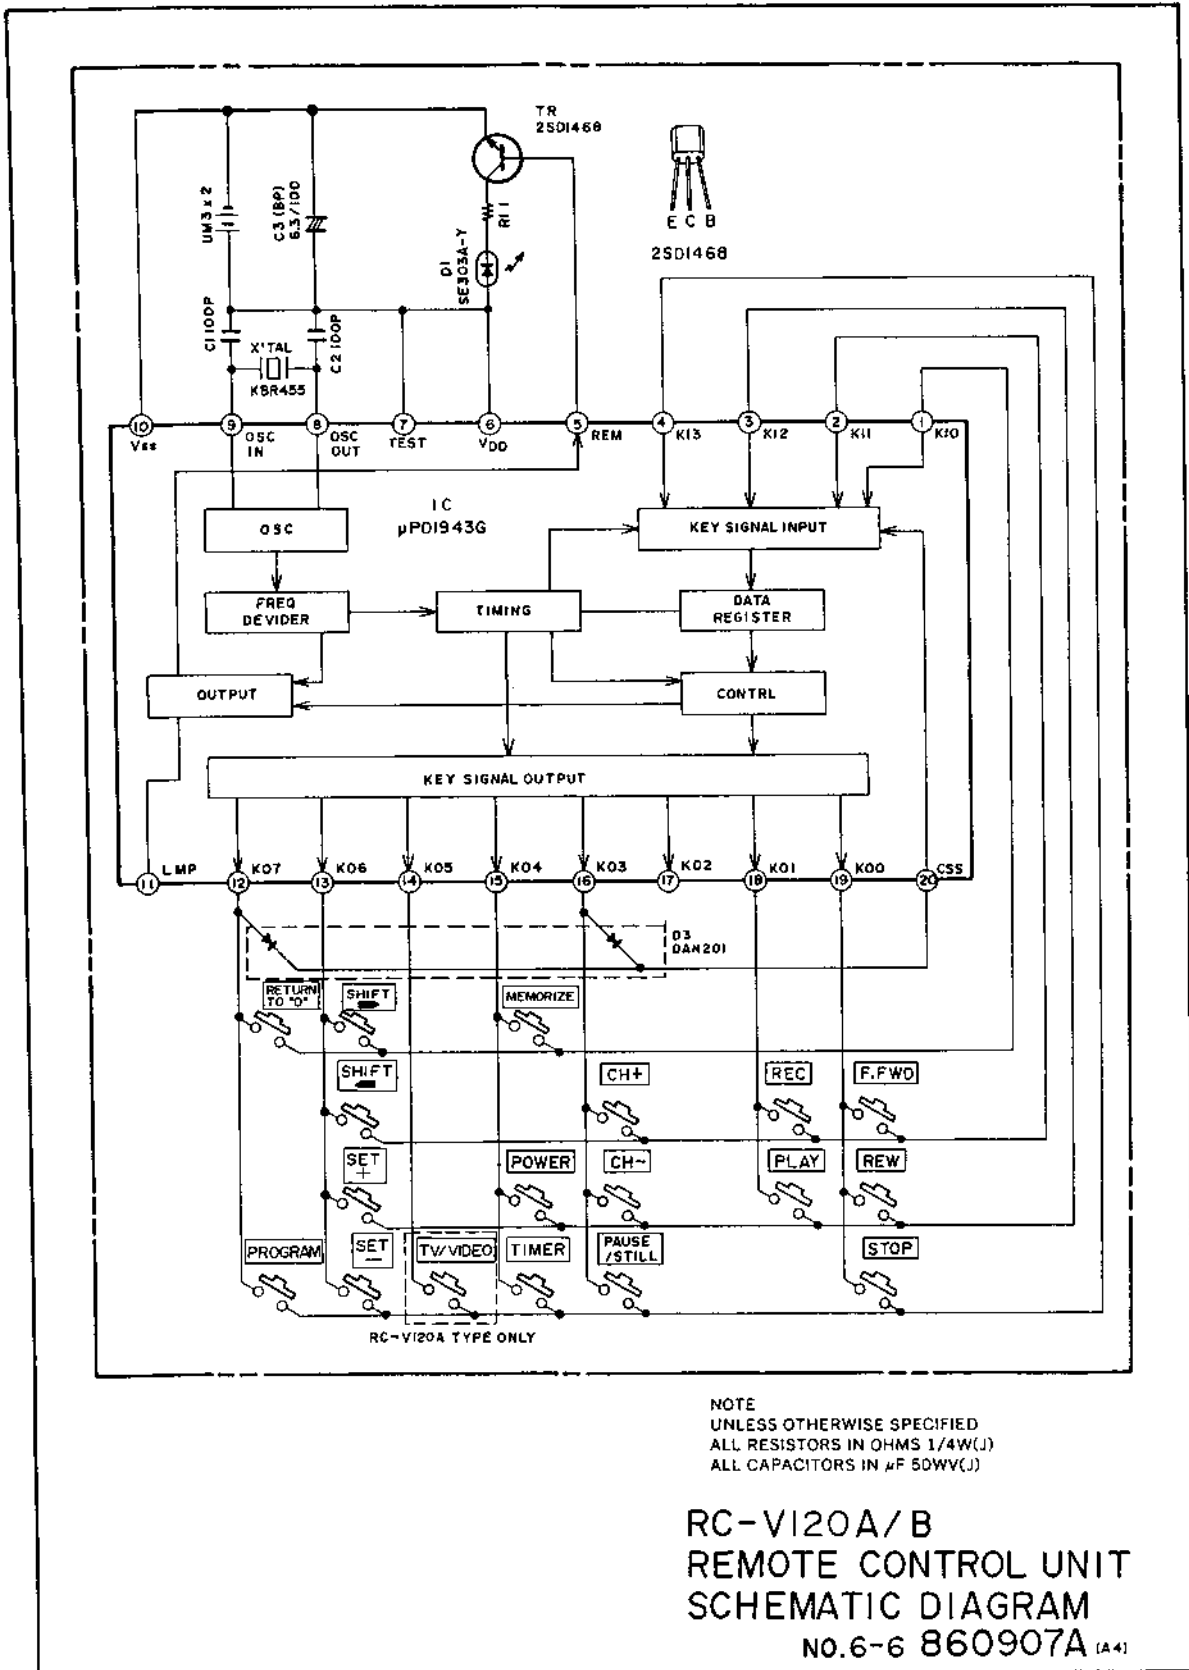 TR
2SD1468
E C B
2SD1468
UM3 x 2
C3 (BP)
6.3/100
R1 1
D1
SE303A-Y
C1 100P
C2 100P
X'TAL
KBR455
10
9
8
7
6
5
4
3
2
1
Vss
OSC
IN
OSC
OUT
TEST
VDD
REM
KI3
KI2
KI1
KI0
IC
μPD1943G
OSC
KEY SIGNAL INPUT
FREQ
DEVIDER
TIMING
DATA
REGISTER
OUTPUT
CONTRL
KEY SIGNAL OUTPUT
LMP
KO7
KO6
KO5
KO4
KO3
KO2
KO1
KO0
CSS
11
12
13
14
15
16
17
18
19
20
D3
DAN201
RETURN
TO "0"
SHIFT
MEMORIZE
SHIFT
CH+
REC
F.FWD
SET
+
POWER
CH-
PLAY
REW
PROGRAM
SET
-
TV/VIDEO
TIMER
PAUSE
/STILL
STOP
RC-V120A TYPE ONLY
NOTE
UNLESS OTHERWISE SPECIFIED
ALL RESISTORS IN OHMS 1/4W(J)
ALL CAPACITORS IN μF 50WV(J)
RC-V120A/B
REMOTE CONTROL UNIT
SCHEMATIC DIAGRAM
NO.6-6 860907A (A4)